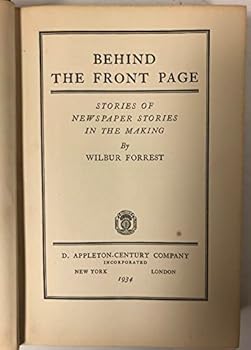 BEHIND
THE FRONT PAGE
STORIES OF
NEWSPAPER STORIES
IN THE MAKING
By
WILBUR FORREST
D. APPLETON-CENTURY COMPANY
INCORPORATED
NEW YORK LONDON
1934